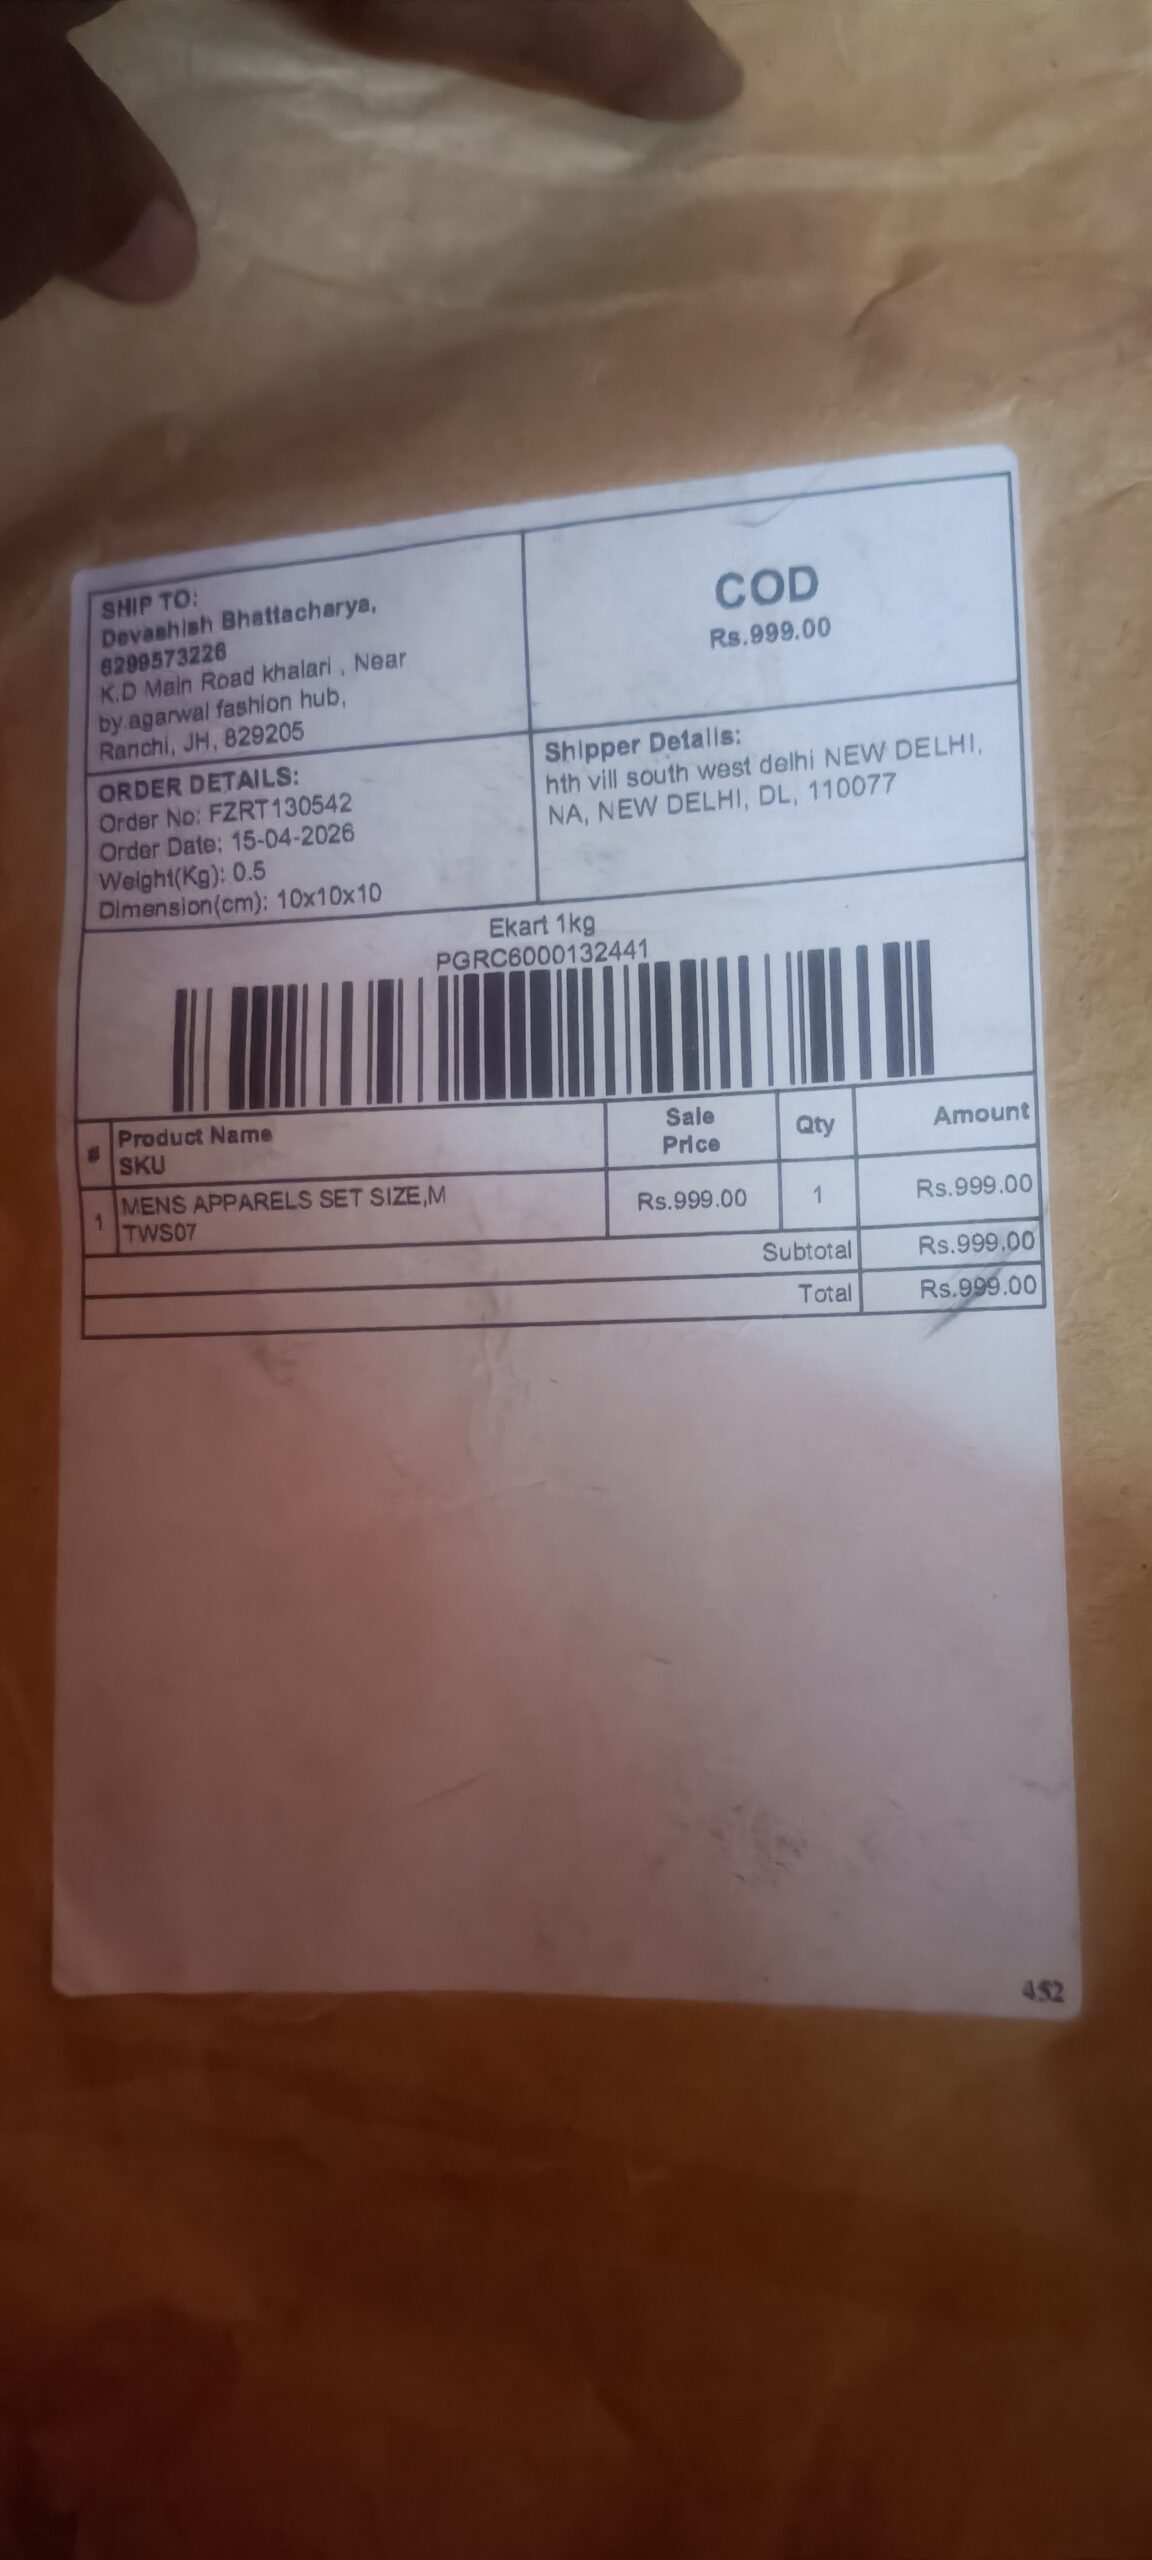 SHIP TO:
Devashish Bhattacharya,
6299573226
K.D Main Road khalari , Near
by.agarwal fashion hub,
Ranchi, JH, 829205
COD
Rs.999.00
ORDER DETAILS:
Order No: FZRT130542
Order Date: 15-04-2026
Weight(Kg): 0.5
Dimension(cm): 10x10x10
Shipper Details:
hth vill south west delhi NEW DELHI,
NA, NEW DELHI, DL, 110077
Ekart 1kg
PGRC6000132441
# Product Name SKU Sale Price Qty Amount
1 MENS APPARELS SET SIZE,M TWS07 Rs.999.00 1 Rs.999.00
Subtotal Rs.999.00
Total Rs.999.00
452